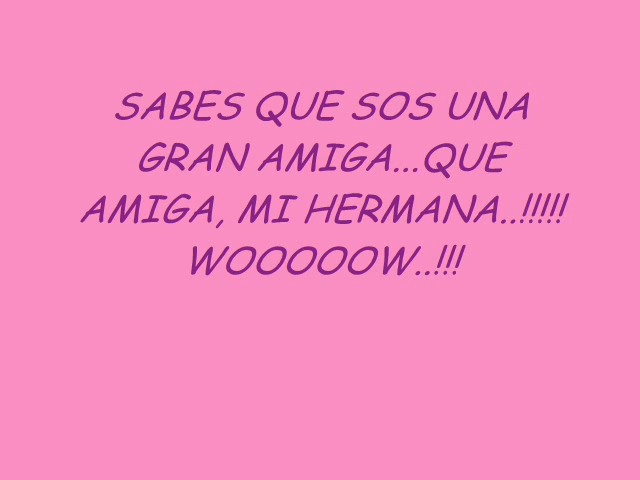 SABES QUE SOS UNA
GRAN AMIGA...QUE
AMIGA, MI HERMANA..!!!!!
WOOOOOW..!!!